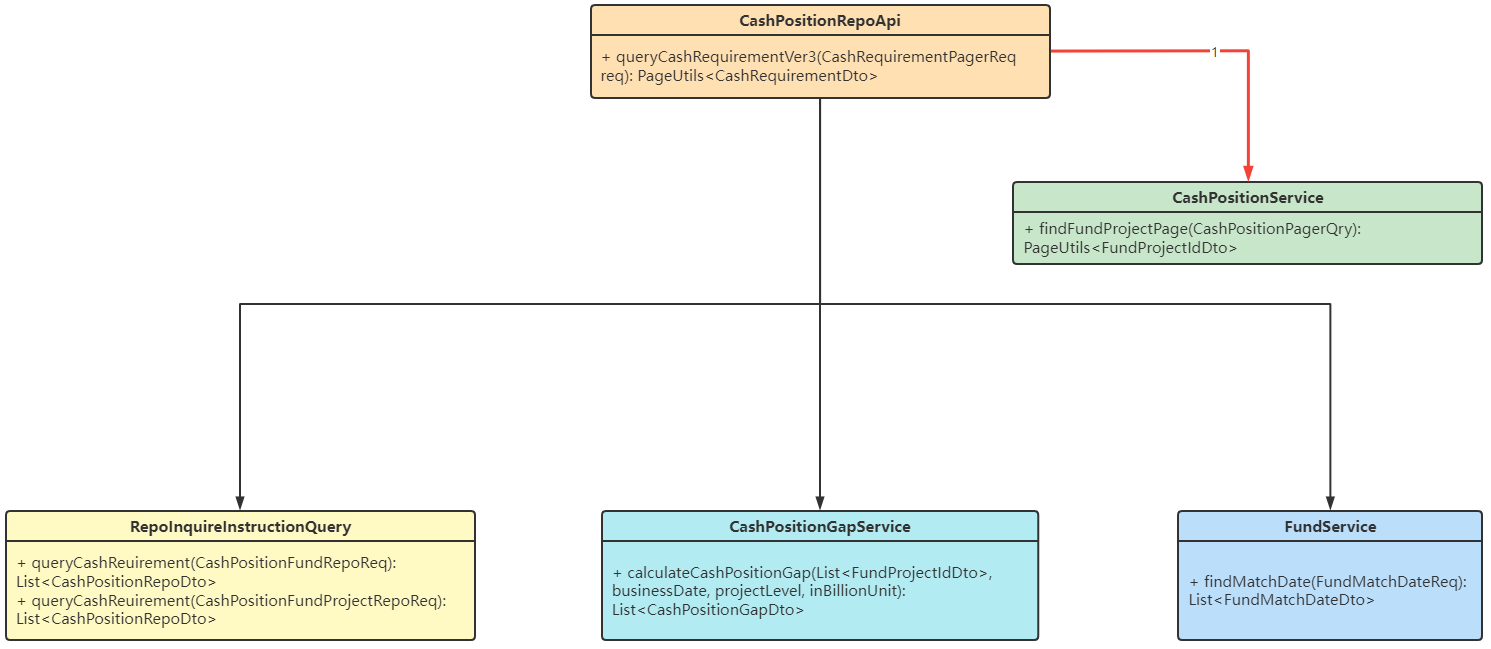 CashPositionRepoApi
+ queryCashRequirementVer3(CashRequirementPagerReq
req): PageUtils<CashRequirementDto>
1
CashPositionService
+ findFundProjectPage(CashPositionPagerQry):
PageUtils<FundProjectIdDto>
RepoInquireInstructionQuery
+ queryCashReuirement(CashPositionFundRepoReq):
List<CashPositionRepoDto>
+ queryCashReuirement(CashPositionFundProjectRepoReq):
List<CashPositionRepoDto>
CashPositionGapService
+ calculateCashPositionGap(List<FundProjectIdDto>,
businessDate, projectLevel, inBillionUnit):
List<CashPositionGapDto>
FundService
+ findMatchDate(FundMatchDateReq):
List<FundMatchDateDto>